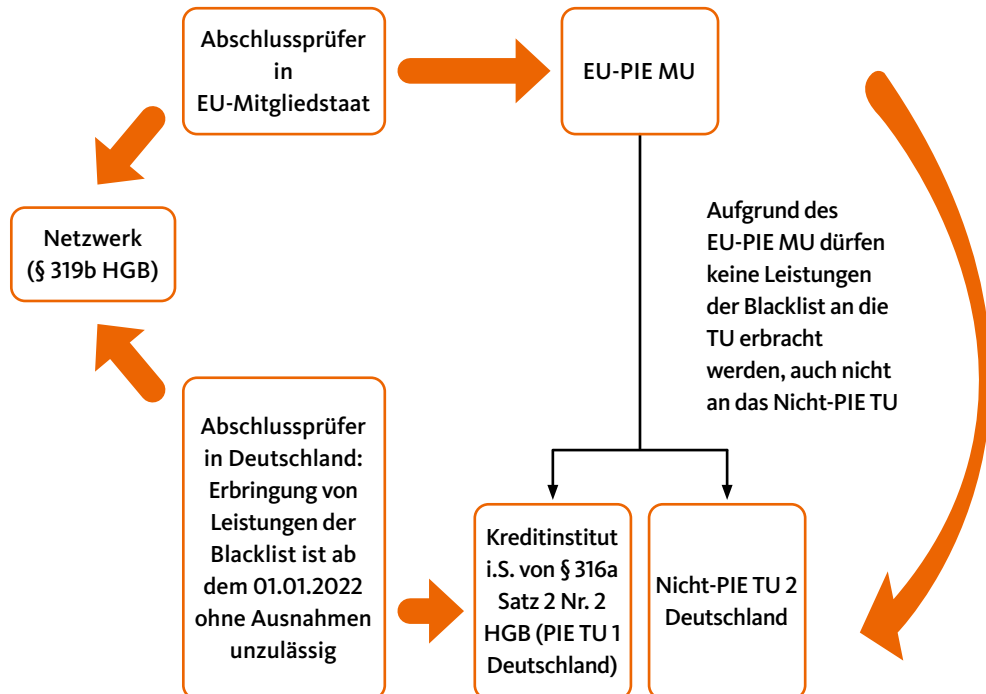 Abschlussprüfer
in
EU-Mitgliedstaat
EU-PIE MU
Netzwerk
(§ 319b HGB)
Aufgrund des
EU-PIE MU dürfen
keine Leistungen
der Blacklist an die
TU erbracht
werden, auch nicht
an das Nicht-PIE TU
Abschlussprüfer
in Deutschland:
Erbringung von
Leistungen der
Blacklist ist ab
dem 01.01.2022
ohne Ausnahmen
unzulässig
Kreditinstitut
i.S. von § 316a
Satz 2 Nr. 2
HGB (PIE TU 1
Deutschland)
Nicht-PIE TU 2
Deutschland